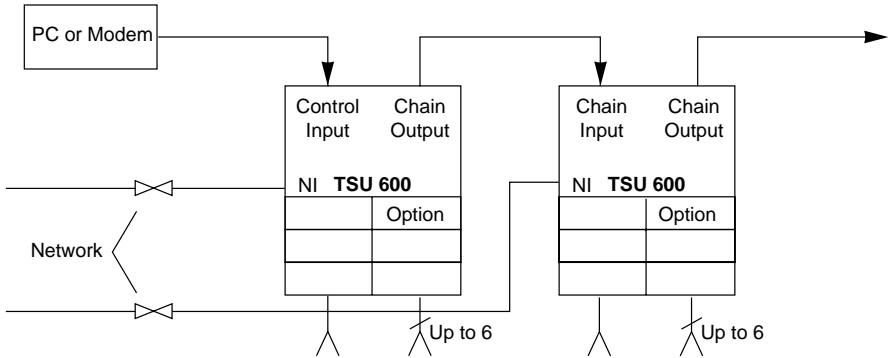 PC or Modem
Control Chain
Input Output
NI TSU 600
Option
Chain Chain
Input Output
NI TSU 600
Option
Network
Up to 6
Up to 6